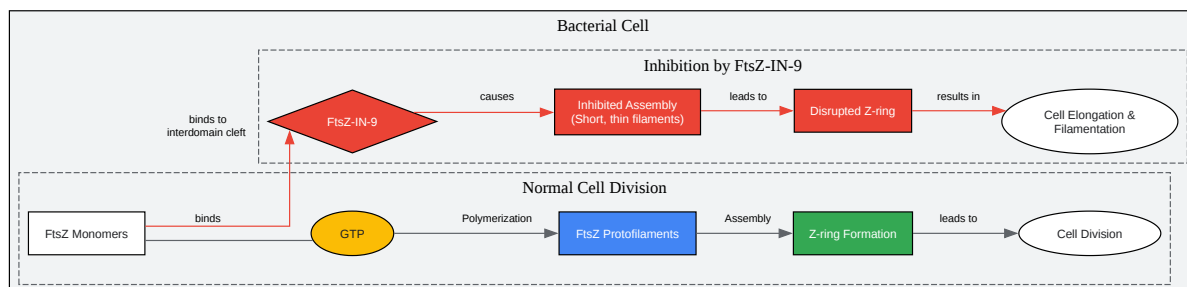 Bacterial Cell
Inhibition by FtsZ-IN-9
binds to
interdomain cleft
FtsZ-IN-9
causes
Inhibited Assembly
(Short, thin filaments)
leads to
Disrupted Z-ring
results in
Cell Elongation &
Filamentation
Normal Cell Division
FtsZ Monomers
binds
GTP
Polymerization
FtsZ Protofilaments
Assembly
Z-ring Formation
leads to
Cell Division